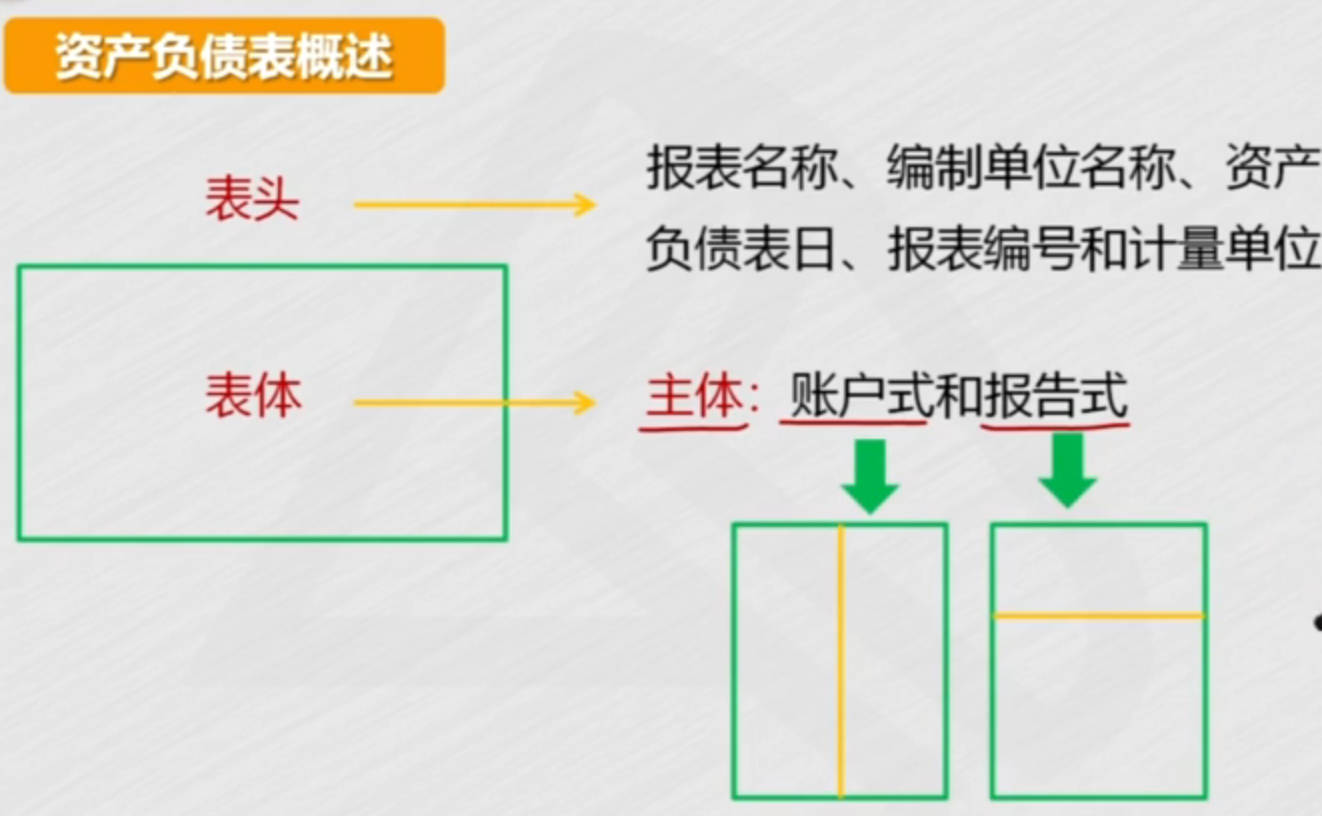 资产负债表概述
表头
报表名称、编制单位名称、资产
负债表日、报表编号和计量单位
表体
主体：账户式和报告式